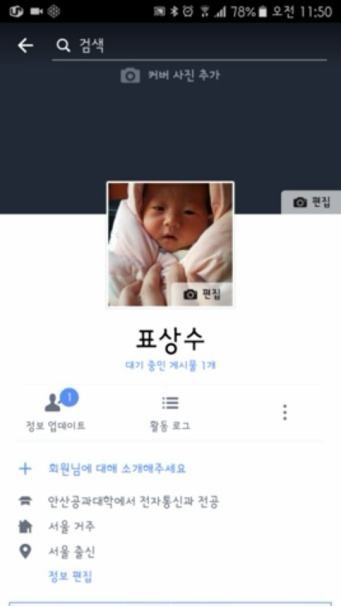 78% 오전 11:50
검색
커버 사진 추가
편집
편집
표상수
대기 중인 게시물 1개
1
정보 업데이트
활동 로그
회원님에 대해 소개해주세요
안산공과대학에서 전자통신과 전공
서울 거주
서울 출신
정보 편집